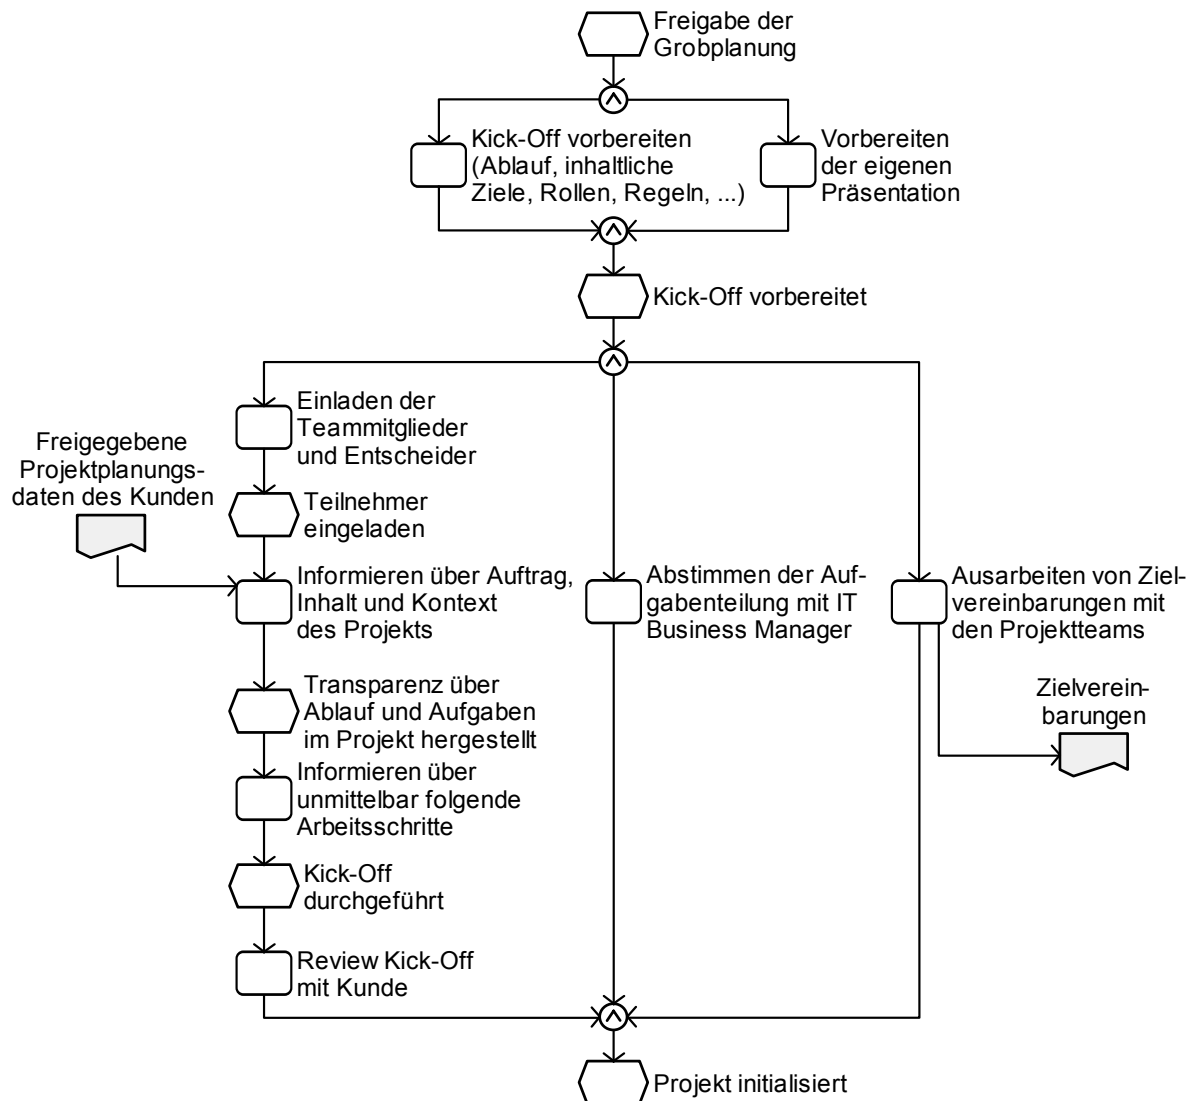 Freigabe der
Grobplanung
Kick-Off vorbereiten
(Ablauf, inhaltliche
Ziele, Rollen, Regeln, ...)
Vorbereiten
der eigenen
Präsentation
Kick-Off vorbereitet
Einladen der
Teammitglieder
und Entscheider
Freigegebene
Projektplanungs-
daten des Kunden
Teilnehmer
eingeladen
Informieren über Auftrag,
Inhalt und Kontext
des Projekts
Abstimmen der Auf-
gabenteilung mit IT
Business Manager
Ausarbeiten von Ziel-
vereinbarungen mit
den Projektteams
Transparenz über
Ablauf und Aufgaben
im Projekt hergestellt
Zielverein-
barungen
Informieren über
unmittelbar folgende
Arbeitsschritte
Kick-Off
durchgeführt
Review Kick-Off
mit Kunde
Projekt initialisiert